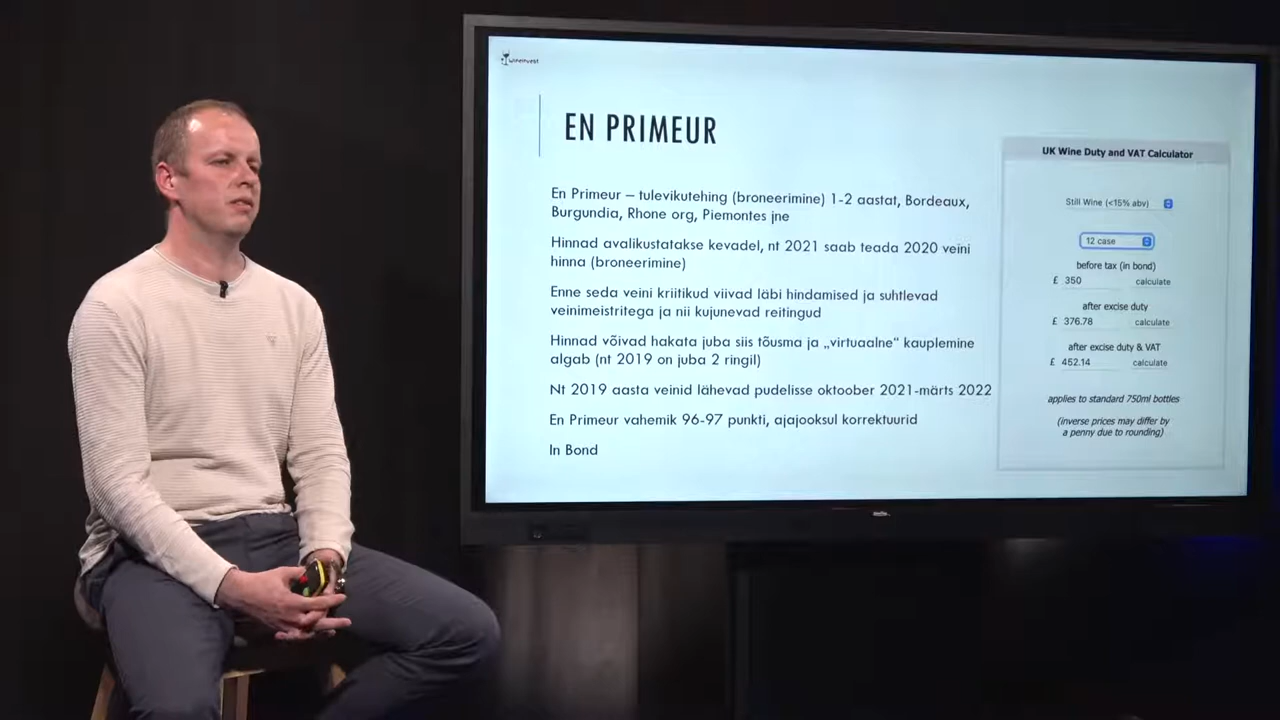 wineinvest
EN PRIMEUR
En Primeur – tulevikutehing (broneerimine) 1-2 aastat, Bordeaux,
Burgundia, Rhone org, Piemontes jne
Hinnad avalikustatakse kevadel, nt 2021 saab teada 2020 veini
hinna (broneerimine)
Enne seda veini kriitikud viivad läbi hindamised ja suhtlevad
veinimeistritega ja nii kujunevad reitingud
Hinnad võivad hakata juba siis tõusma ja „virtuaalne“ kauplemine
algab (nt 2019 on juba 2 ringil)
Nt 2019 aasta veinid lähevad pudelisse oktoober 2021-märts 2022
En Primeur vahemik 96-97 punkti, ajajooksul korrektuurid
In Bond
UK Wine Duty and VAT Calculator
Still Wine (<15% abv)
12 case
before tax (in bond)
£ 350 calculate
after excise duty
£ 376.78 calculate
after excise duty & VAT
£ 452.14 calculate
applies to standard 750ml bottles
(inverse prices may differ by
a penny due to rounding)